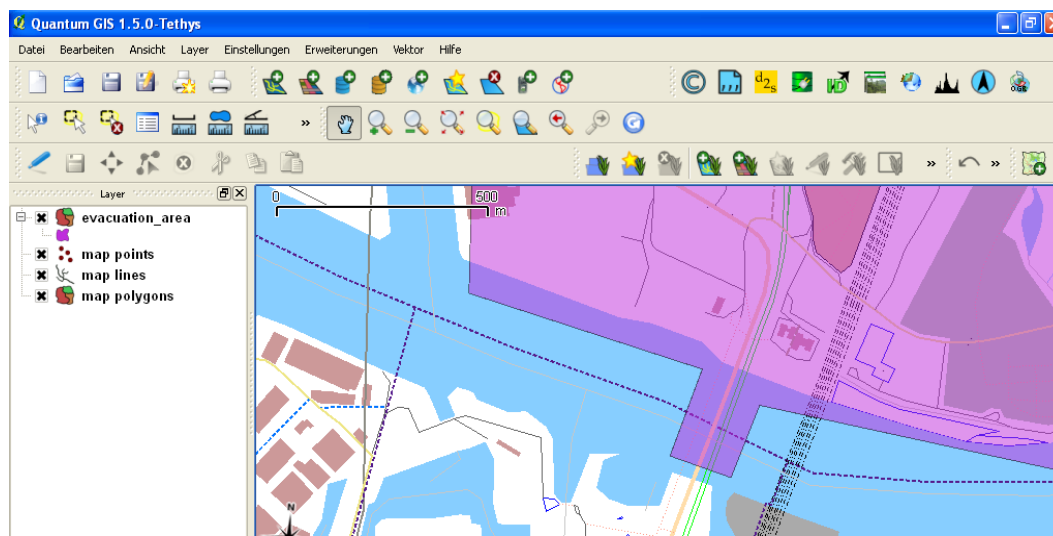 Quantum GIS 1.5.0-Tethys
Datei Bearbeiten Ansicht Layer Einstellungen Erweiterungen Vektor Hilfe
Layer
evacuation_area
map points
map lines
map polygons
0 500
m
N